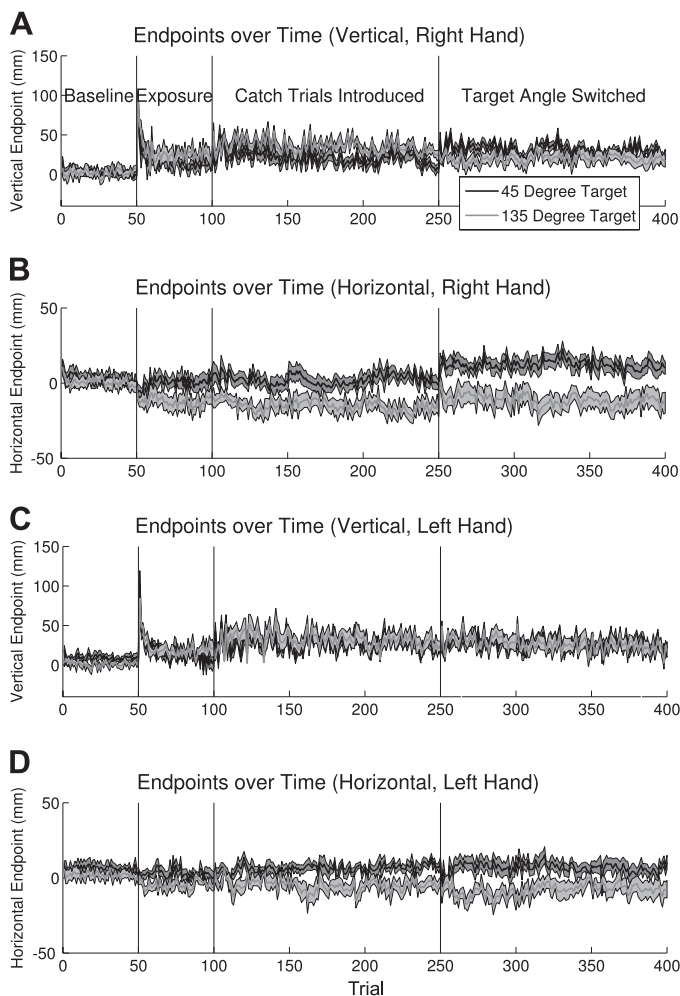 A
Endpoints over Time (Vertical, Right Hand)
Vertical Endpoint (mm)
150
100
50
0
Baseline
Exposure
Catch Trials Introduced
Target Angle Switched
45 Degree Target
135 Degree Target
0 50 100 150 200 250 300 350 400
B
Endpoints over Time (Horizontal, Right Hand)
Horizontal Endpoint (mm)
50
0
-50
0 50 100 150 200 250 300 350 400
C
Endpoints over Time (Vertical, Left Hand)
Vertical Endpoint (mm)
150
100
50
0
0 50 100 150 200 250 300 350 400
D
Endpoints over Time (Horizontal, Left Hand)
Horizontal Endpoint (mm)
50
0
-50
0 50 100 150 200 250 300 350 400
Trial